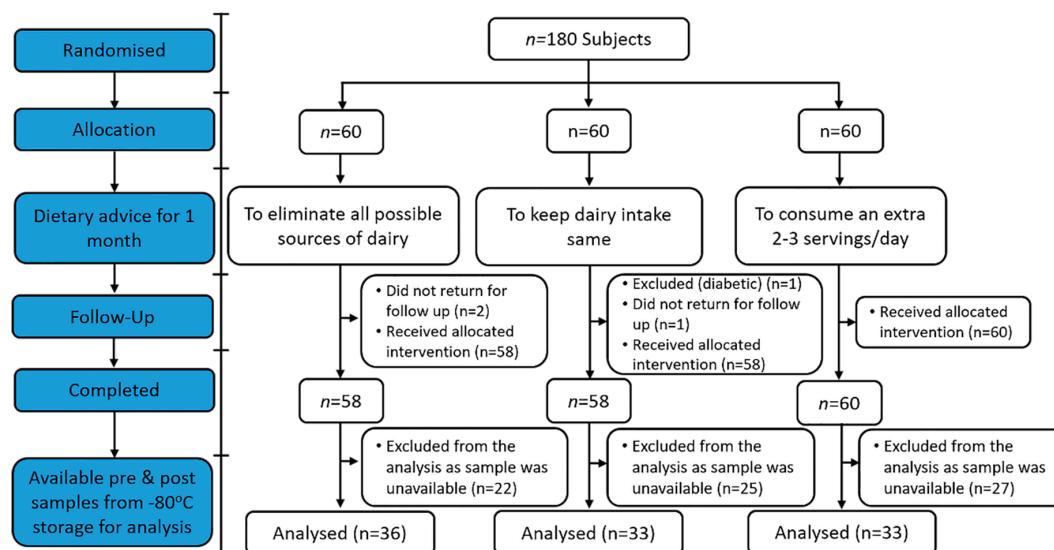 Randomised
n=180 Subjects
Allocation
n=60
n=60
n=60
Dietary advice for 1
month
To eliminate all possible
sources of dairy
To keep dairy intake
same
To consume an extra
2-3 servings/day
Follow-Up
• Did not return for
follow up (n=2)
• Received allocated
intervention (n=58)
• Excluded (diabetic) (n=1)
• Did not return for follow
up (n=1)
• Received allocated
intervention (n=58)
• Received allocated
intervention (n=60)
Completed
n=58
n=58
n=60
Available pre & post
samples from -80°C
storage for analysis
• Excluded from the
analysis as sample was
unavailable (n=22)
• Excluded from the
analysis as sample was
unavailable (n=25)
• Excluded from the
analysis as sample was
unavailable (n=27)
Analysed (n=36)
Analysed (n=33)
Analysed (n=33)